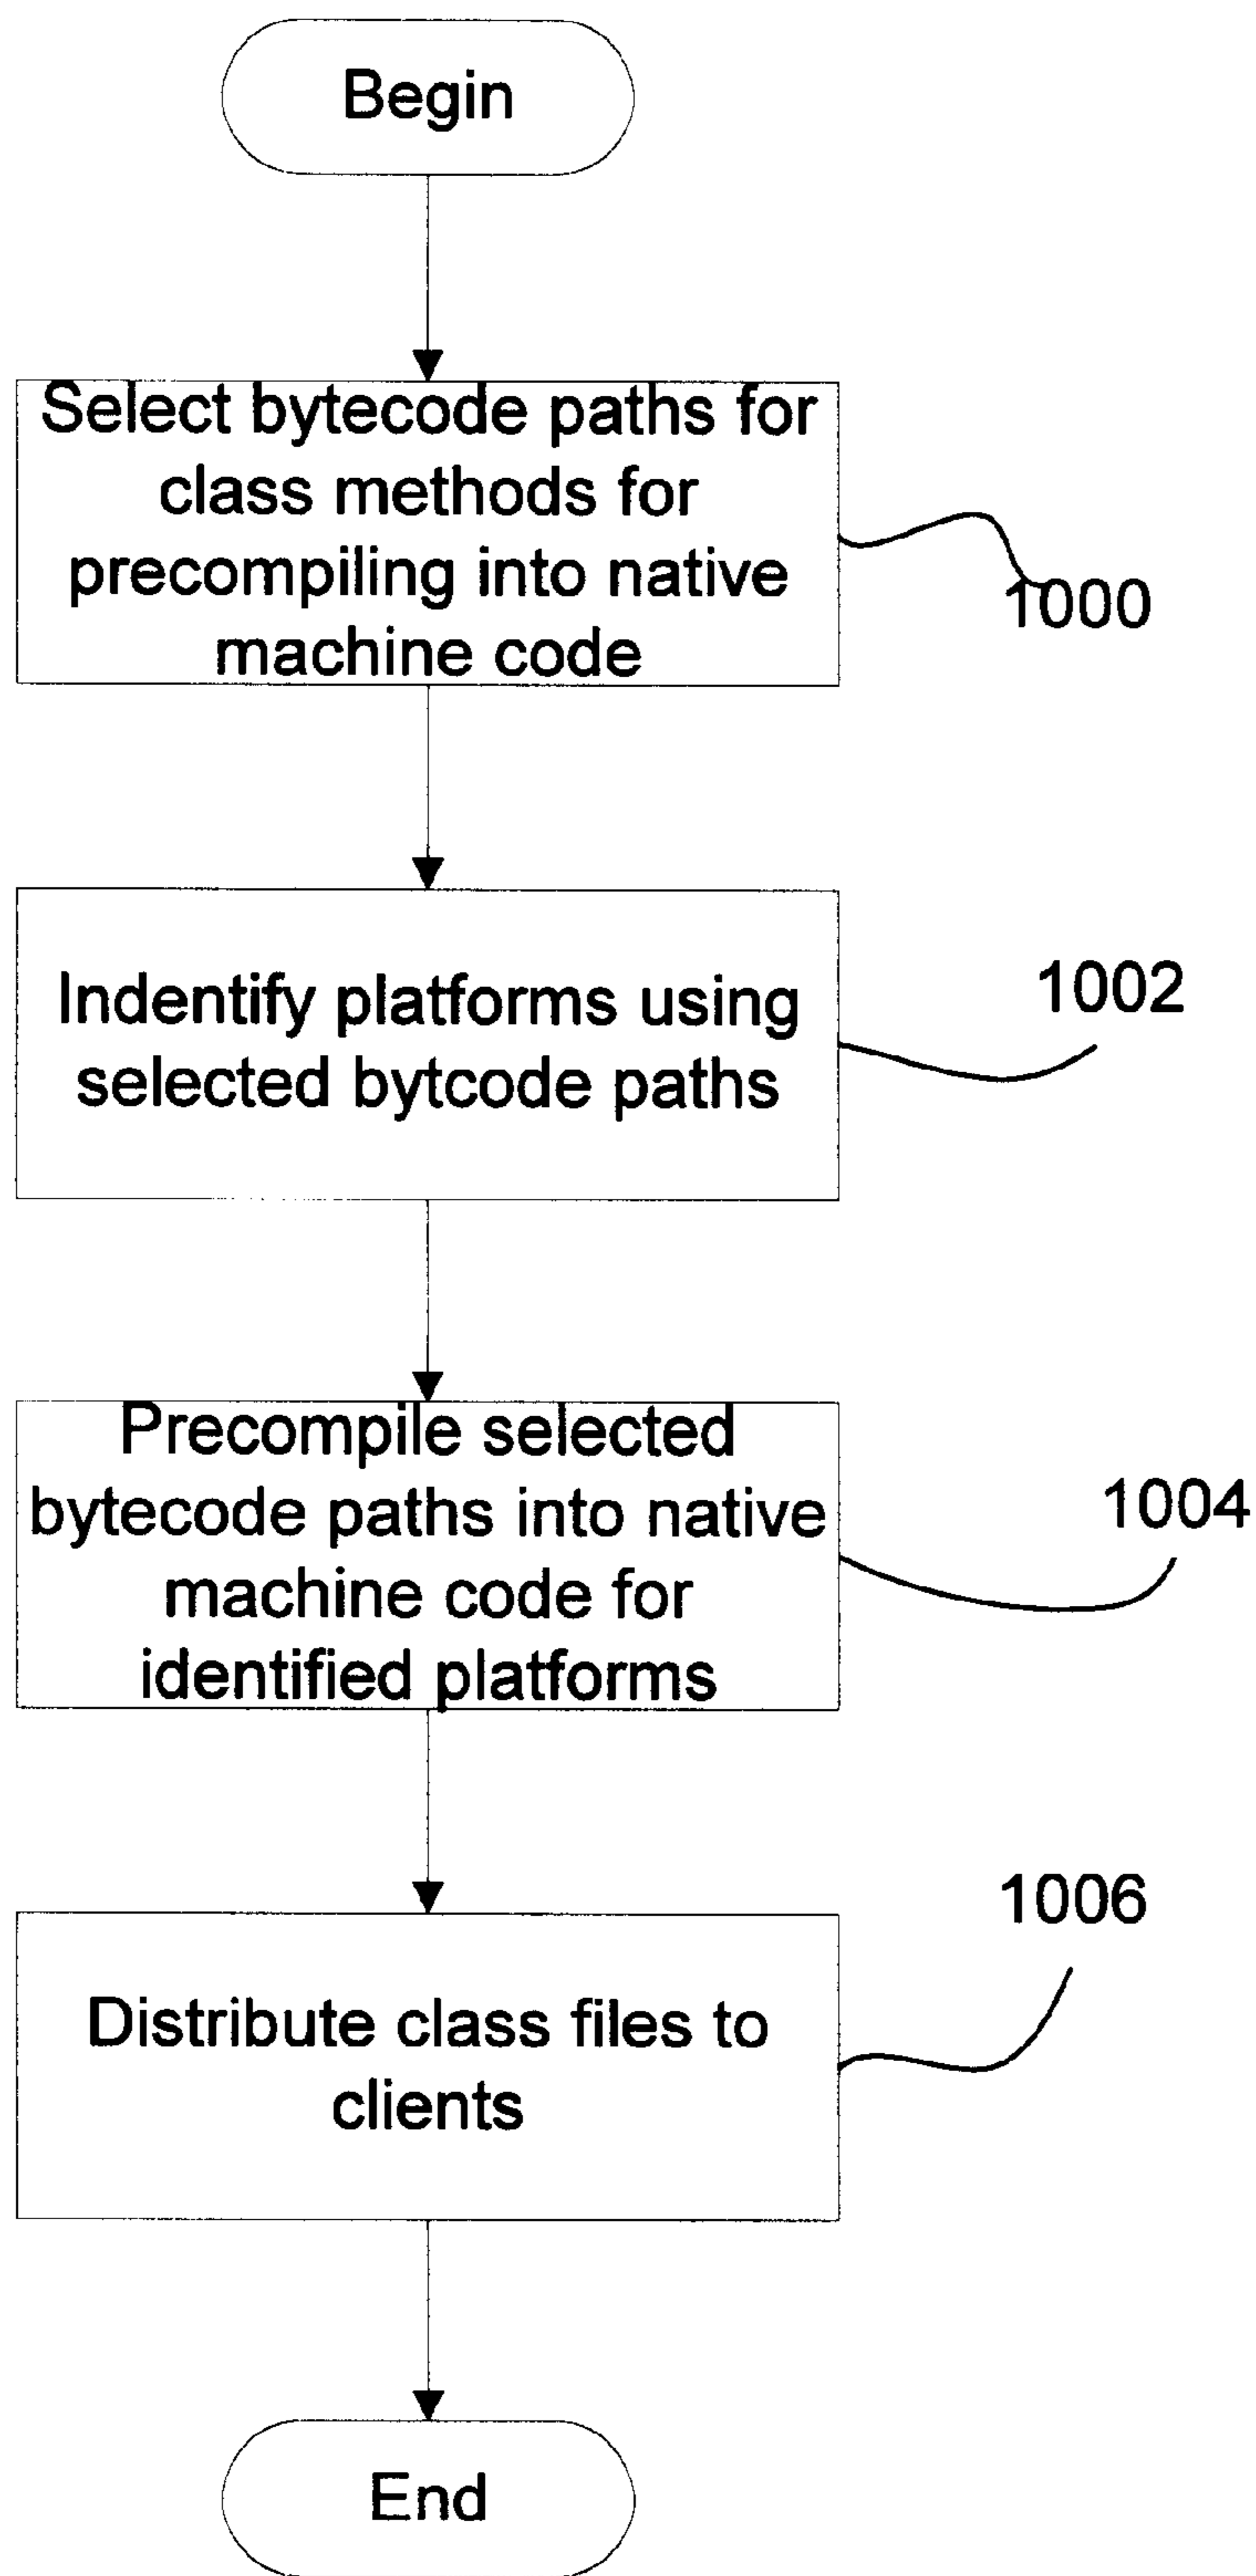 Begin
Select bytecode paths for
class methods for
precompiling into native
machine code
1000
Indentify platforms using
selected bytcode paths
1002
Precompile selected
bytecode paths into native
machine code for
identified platforms
1004
Distribute class files to
clients
1006
End